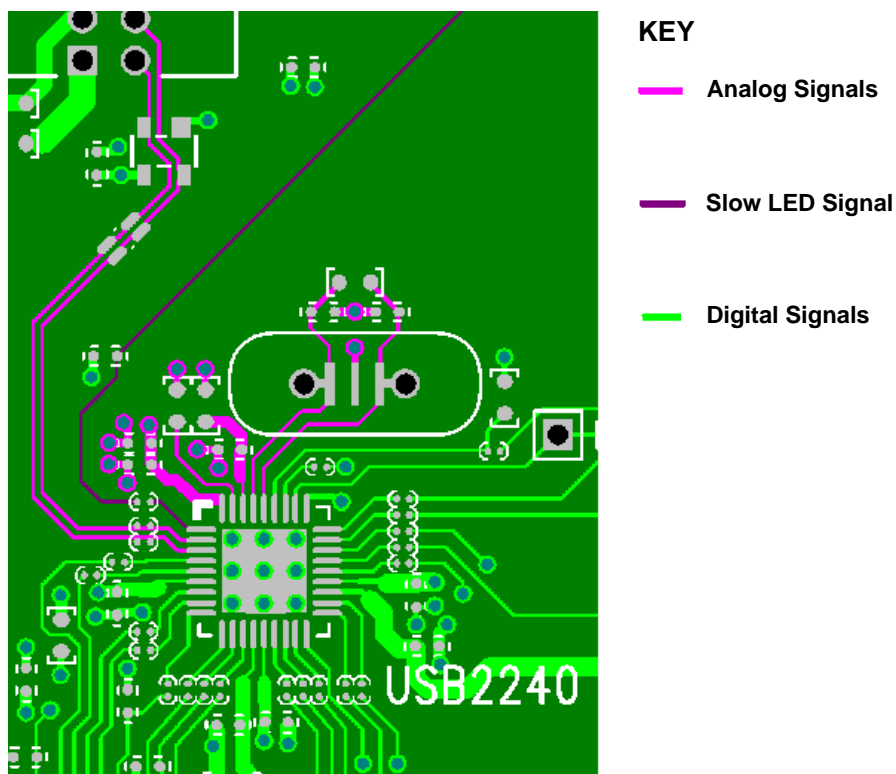 KEY
Analog Signals
Slow LED Signal
Digital Signals
USB2240